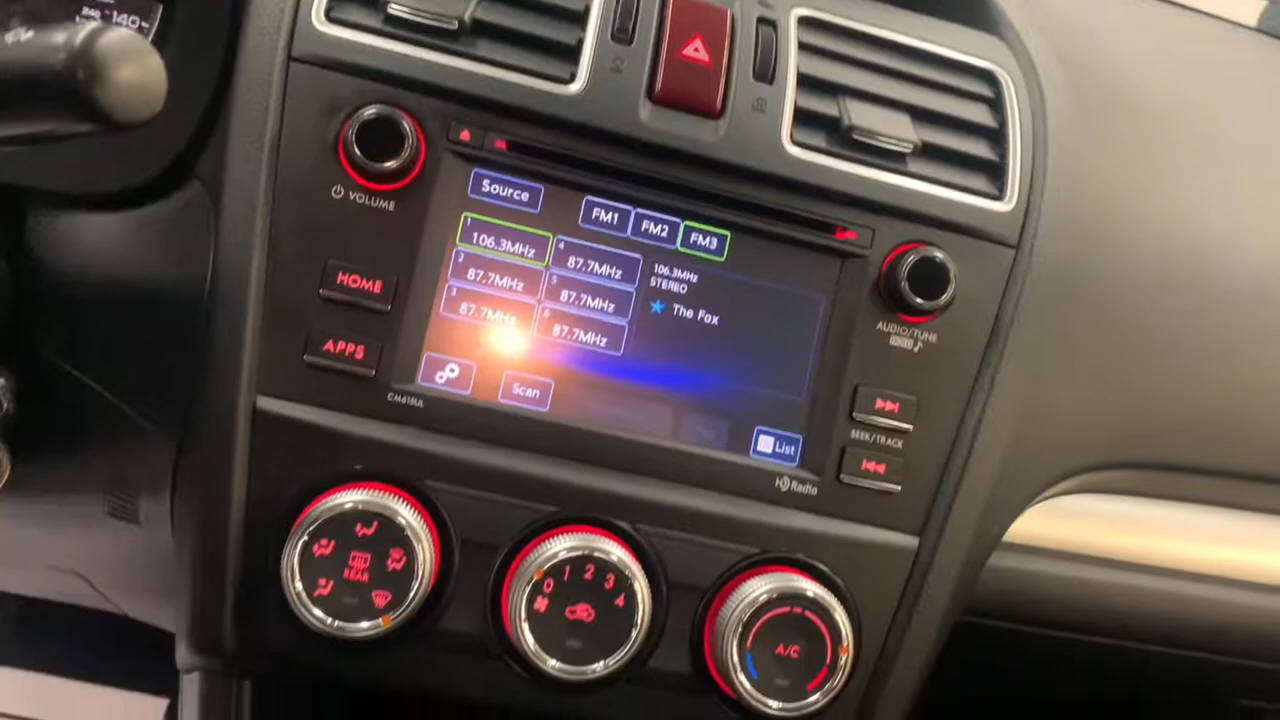 140
VOLUME
HOME
APPS
CM615UL
Source
FM1
FM2
FM3
1
106.3MHz
2
87.7MHz
3
87.7MHz
4
87.7MHz
5
87.7MHz
6
87.7MHz
106.3MHz
STEREO
The Fox
Scan
List
HD Radio
AUDIO/TUNE
SEEK/TRACK
REAR
0 1 2 3 4
A/C